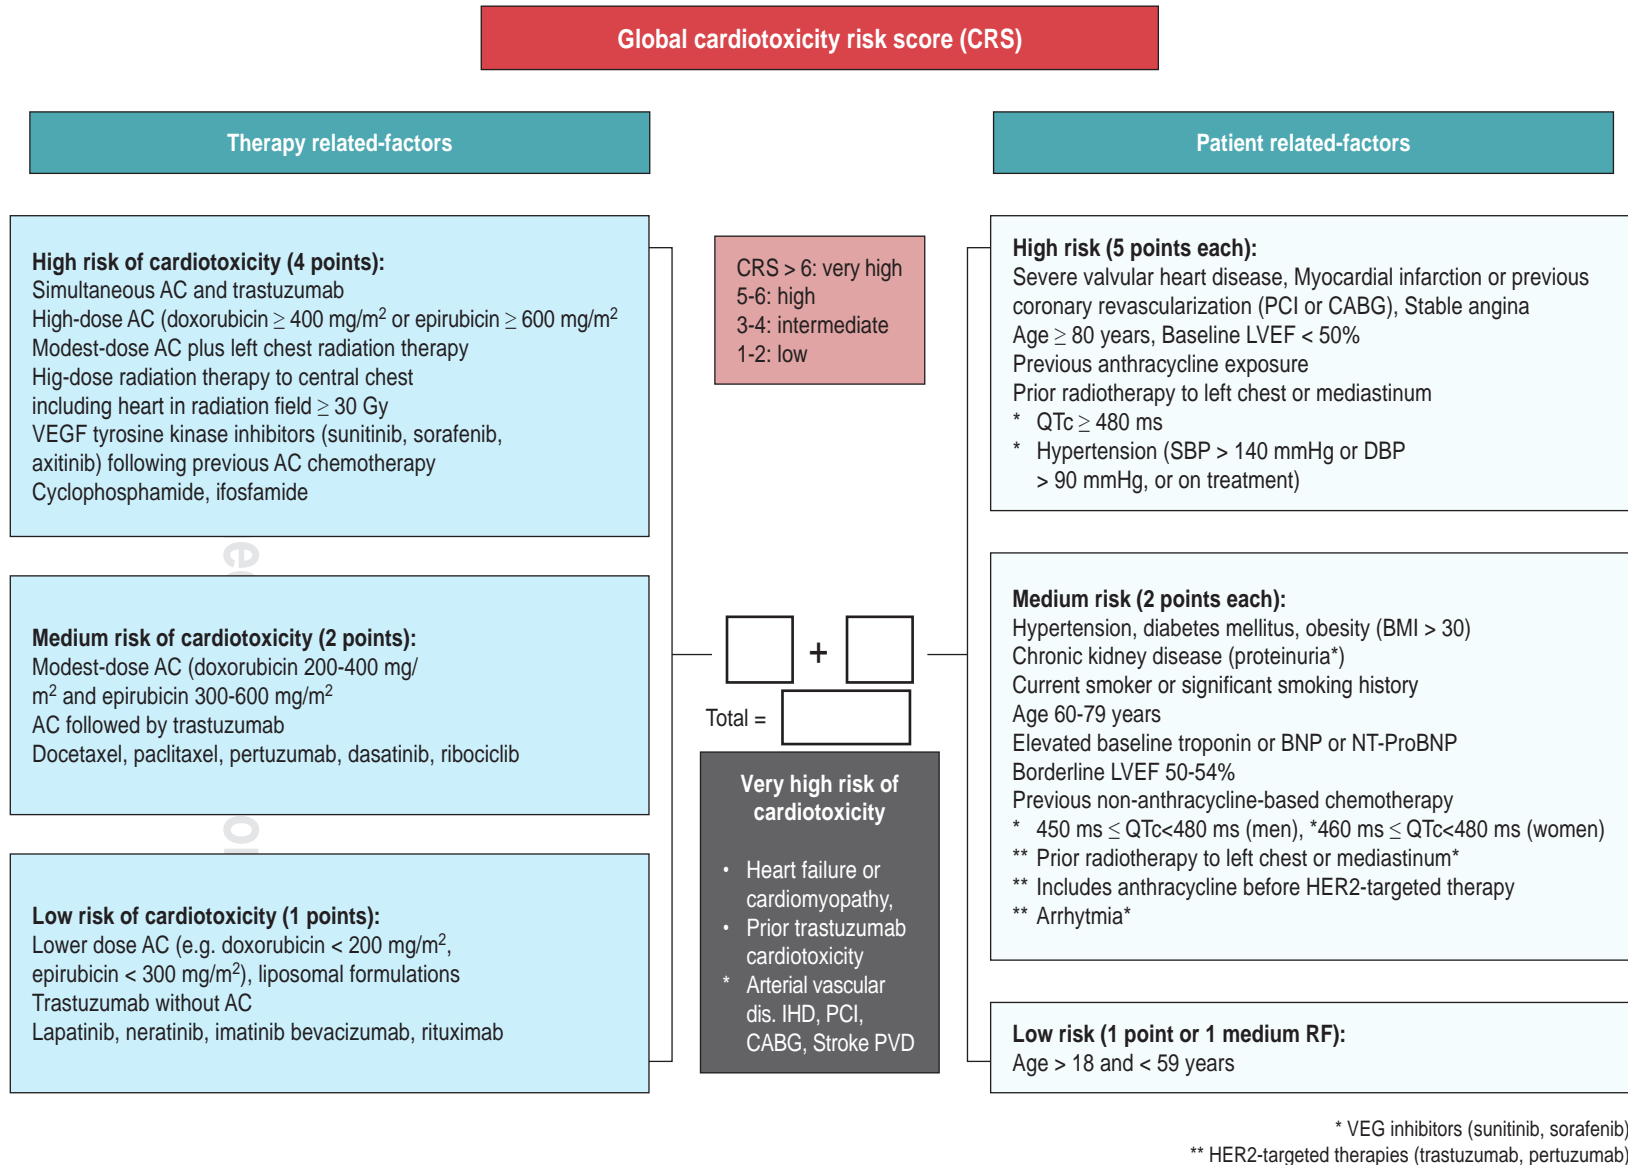 Global cardiotoxicity risk score (CRS)
Therapy related-factors
High risk of cardiotoxicity (4 points):
Simultaneous AC and trastuzumab
High-dose AC (doxorubicin ≥ 400 mg/m² or epirubicin ≥ 600 mg/m²
Modest-dose AC plus left chest radiation therapy
Hig-dose radiation therapy to central chest
including heart in radiation field ≥ 30 Gy
VEGF tyrosine kinase inhibitors (sunitinib, sorafenib,
axitinib) following previous AC chemotherapy
Cyclophosphamide, ifosfamide
Medium risk of cardiotoxicity (2 points):
Modest-dose AC (doxorubicin 200-400 mg/
m² and epirubicin 300-600 mg/m²
AC followed by trastuzumab
Docetaxel, paclitaxel, pertuzumab, dasatinib, ribociclib
Low risk of cardiotoxicity (1 points):
Lower dose AC (e.g. doxorubicin < 200 mg/m²,
epirubicin < 300 mg/m²), liposomal formulations
Trastuzumab without AC
Lapatinib, neratinib, imatinib bevacizumab, rituximab
CRS > 6: very high
5-6: high
3-4: intermediate
1-2: low
+
Total =
Very high risk of
cardiotoxicity
• Heart failure or
cardiomyopathy,
• Prior trastuzumab
cardiotoxicity
* Arterial vascular
dis. IHD, PCI,
CABG, Stroke PVD
Patient related-factors
High risk (5 points each):
Severe valvular heart disease, Myocardial infarction or previous
coronary revascularization (PCI or CABG), Stable angina
Age ≥ 80 years, Baseline LVEF < 50%
Previous anthracycline exposure
Prior radiotherapy to left chest or mediastinum
* QTc ≥ 480 ms
* Hypertension (SBP > 140 mmHg or DBP
> 90 mmHg, or on treatment)
Medium risk (2 points each):
Hypertension, diabetes mellitus, obesity (BMI > 30)
Chronic kidney disease (proteinuria*)
Current smoker or significant smoking history
Age 60-79 years
Elevated baseline troponin or BNP or NT-ProBNP
Borderline LVEF 50-54%
Previous non-anthracycline-based chemotherapy
* 450 ms ≤ QTc<480 ms (men), *460 ms ≤ QTc<480 ms (women)
** Prior radiotherapy to left chest or mediastinum*
** Includes anthracycline before HER2-targeted therapy
** Arrhytmia*
Low risk (1 point or 1 medium RF):
Age > 18 and < 59 years
* VEG inhibitors (sunitinib, sorafenib)
** HER2-targeted therapies (trastuzumab, pertuzumab)